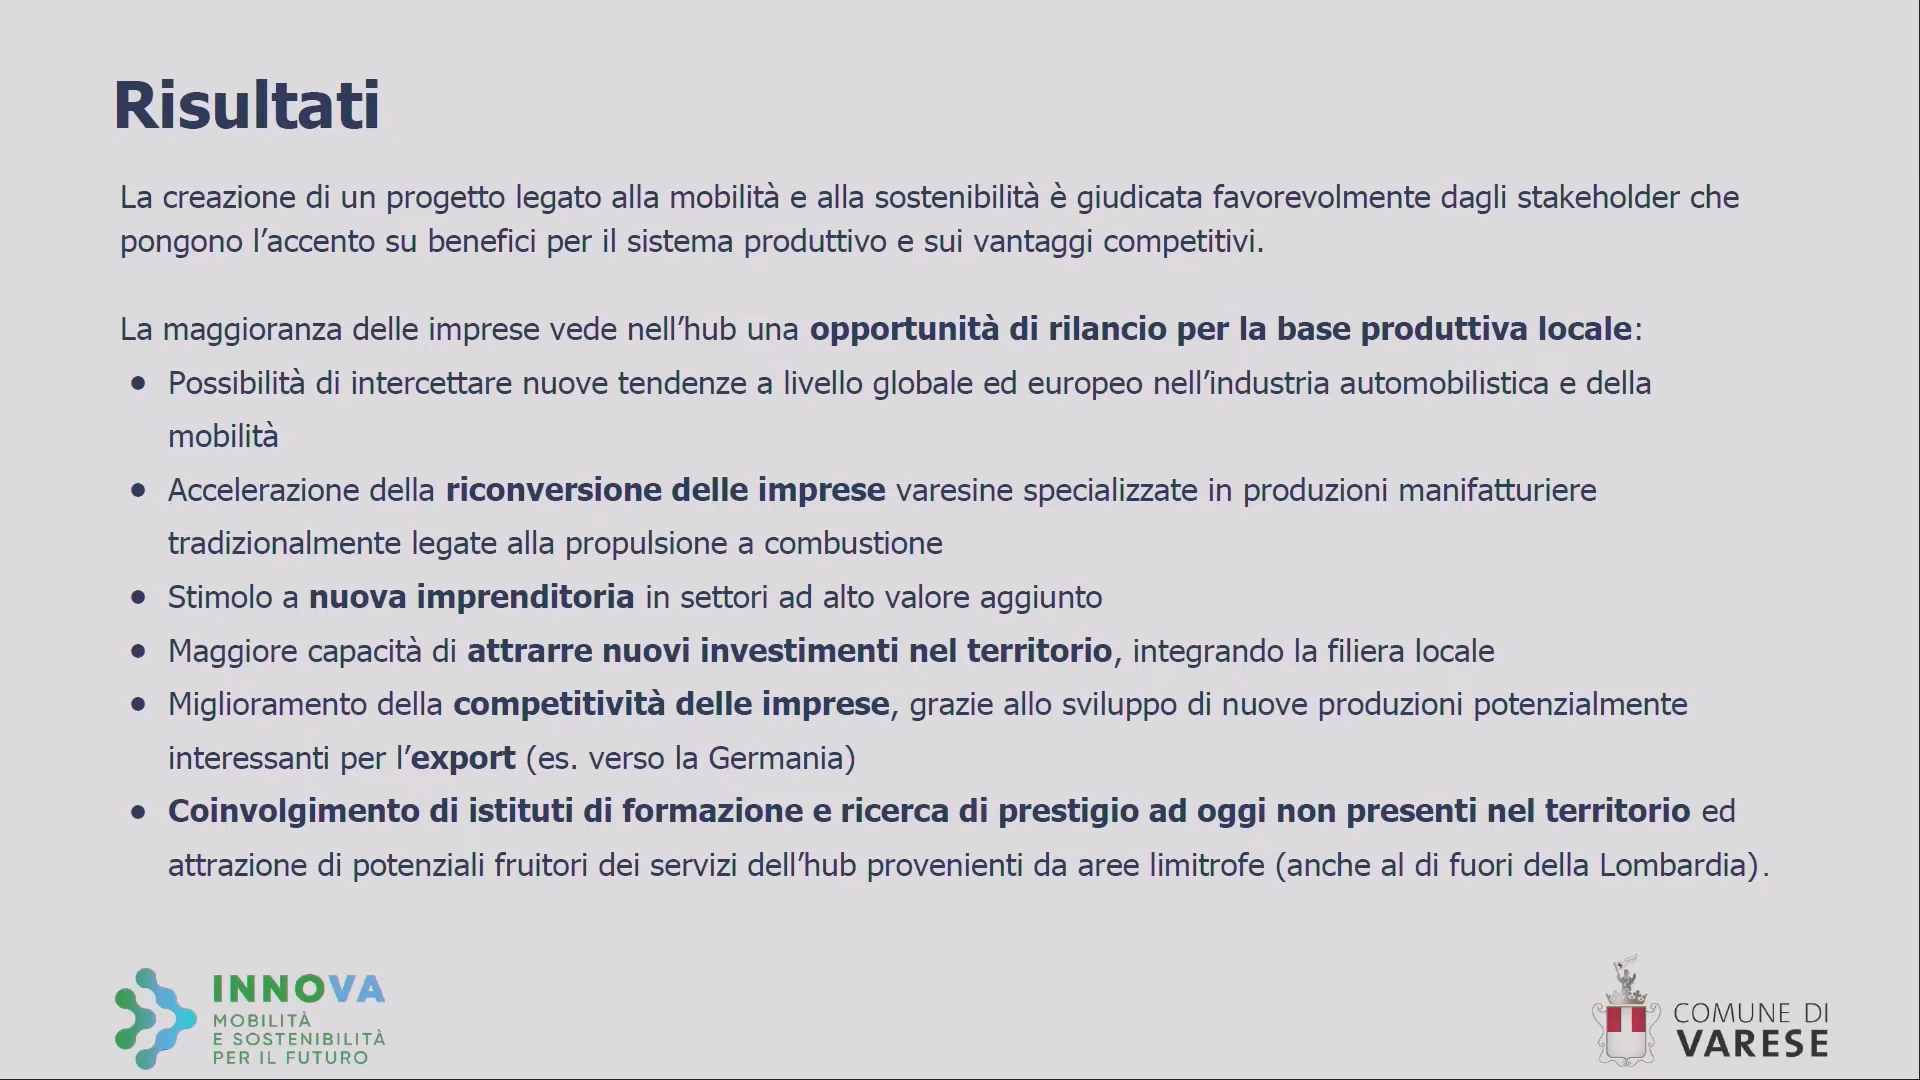 Risultati
La creazione di un progetto legato alla mobilità e alla sostenibilità è giudicata favorevolmente dagli stakeholder che
pongono l’accento su benefici per il sistema produttivo e sui vantaggi competitivi.
La maggioranza delle imprese vede nell’hub una opportunità di rilancio per la base produttiva locale:
● Possibilità di intercettare nuove tendenze a livello globale ed europeo nell’industria automobilistica e della
mobilità
● Accelerazione della riconversione delle imprese varesine specializzate in produzioni manifatturiere
tradizionalmente legate alla propulsione a combustione
● Stimolo a nuova imprenditoria in settori ad alto valore aggiunto
● Maggiore capacità di attrarre nuovi investimenti nel territorio, integrando la filiera locale
● Miglioramento della competitività delle imprese, grazie allo sviluppo di nuove produzioni potenzialmente
interessanti per l’export (es. verso la Germania)
● Coinvolgimento di istituti di formazione e ricerca di prestigio ad oggi non presenti nel territorio ed
attrazione di potenziali fruitori dei servizi dell’hub provenienti da aree limitrofe (anche al di fuori della Lombardia).
INNOVA
MOBILITÀ
E SOSTENIBILITÀ
PER IL FUTURO
COMUNE DI
VARESE